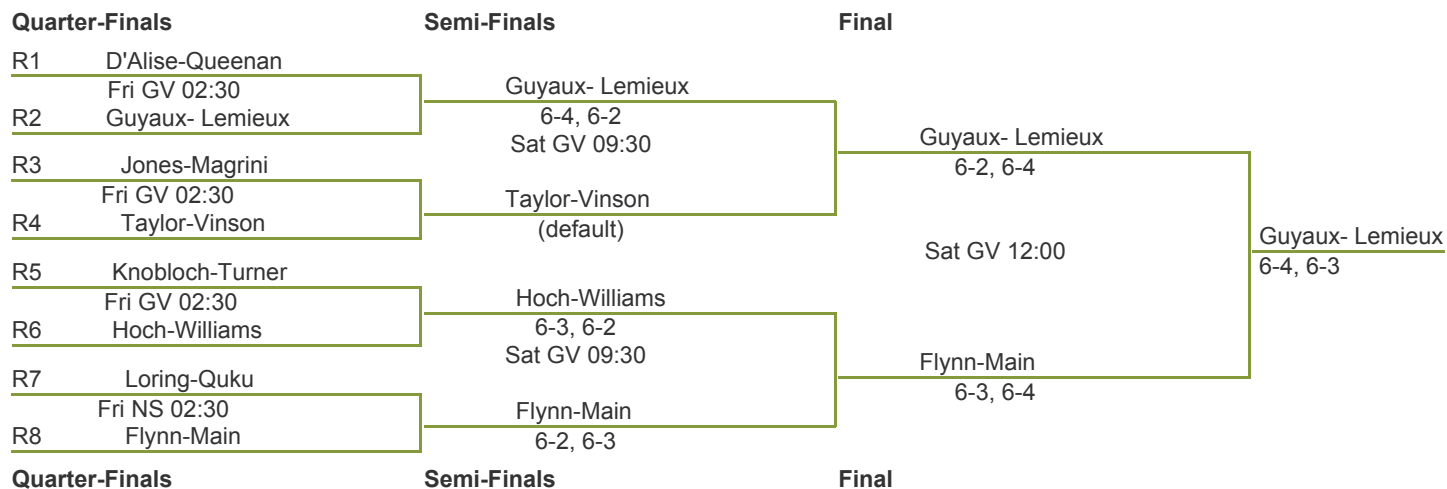 Quarter-Finals Semi-Finals Final
R1 D'Alise-Queenan
Fri GV 02:30
R2 Guyaux- Lemieux
Guyaux- Lemieux
6-4, 6-2
Sat GV 09:30
R3 Jones-Magrini
Fri GV 02:30
R4 Taylor-Vinson
Taylor-Vinson
(default)
Guyaux- Lemieux
6-2, 6-4
Sat GV 12:00
Guyaux- Lemieux
6-4, 6-3
R5 Knobloch-Turner
Fri GV 02:30
R6 Hoch-Williams
Hoch-Williams
6-3, 6-2
Sat GV 09:30
R7 Loring-Quku
Fri NS 02:30
R8 Flynn-Main
Flynn-Main
6-2, 6-3
Flynn-Main
6-3, 6-4
Quarter-Finals Semi-Finals Final